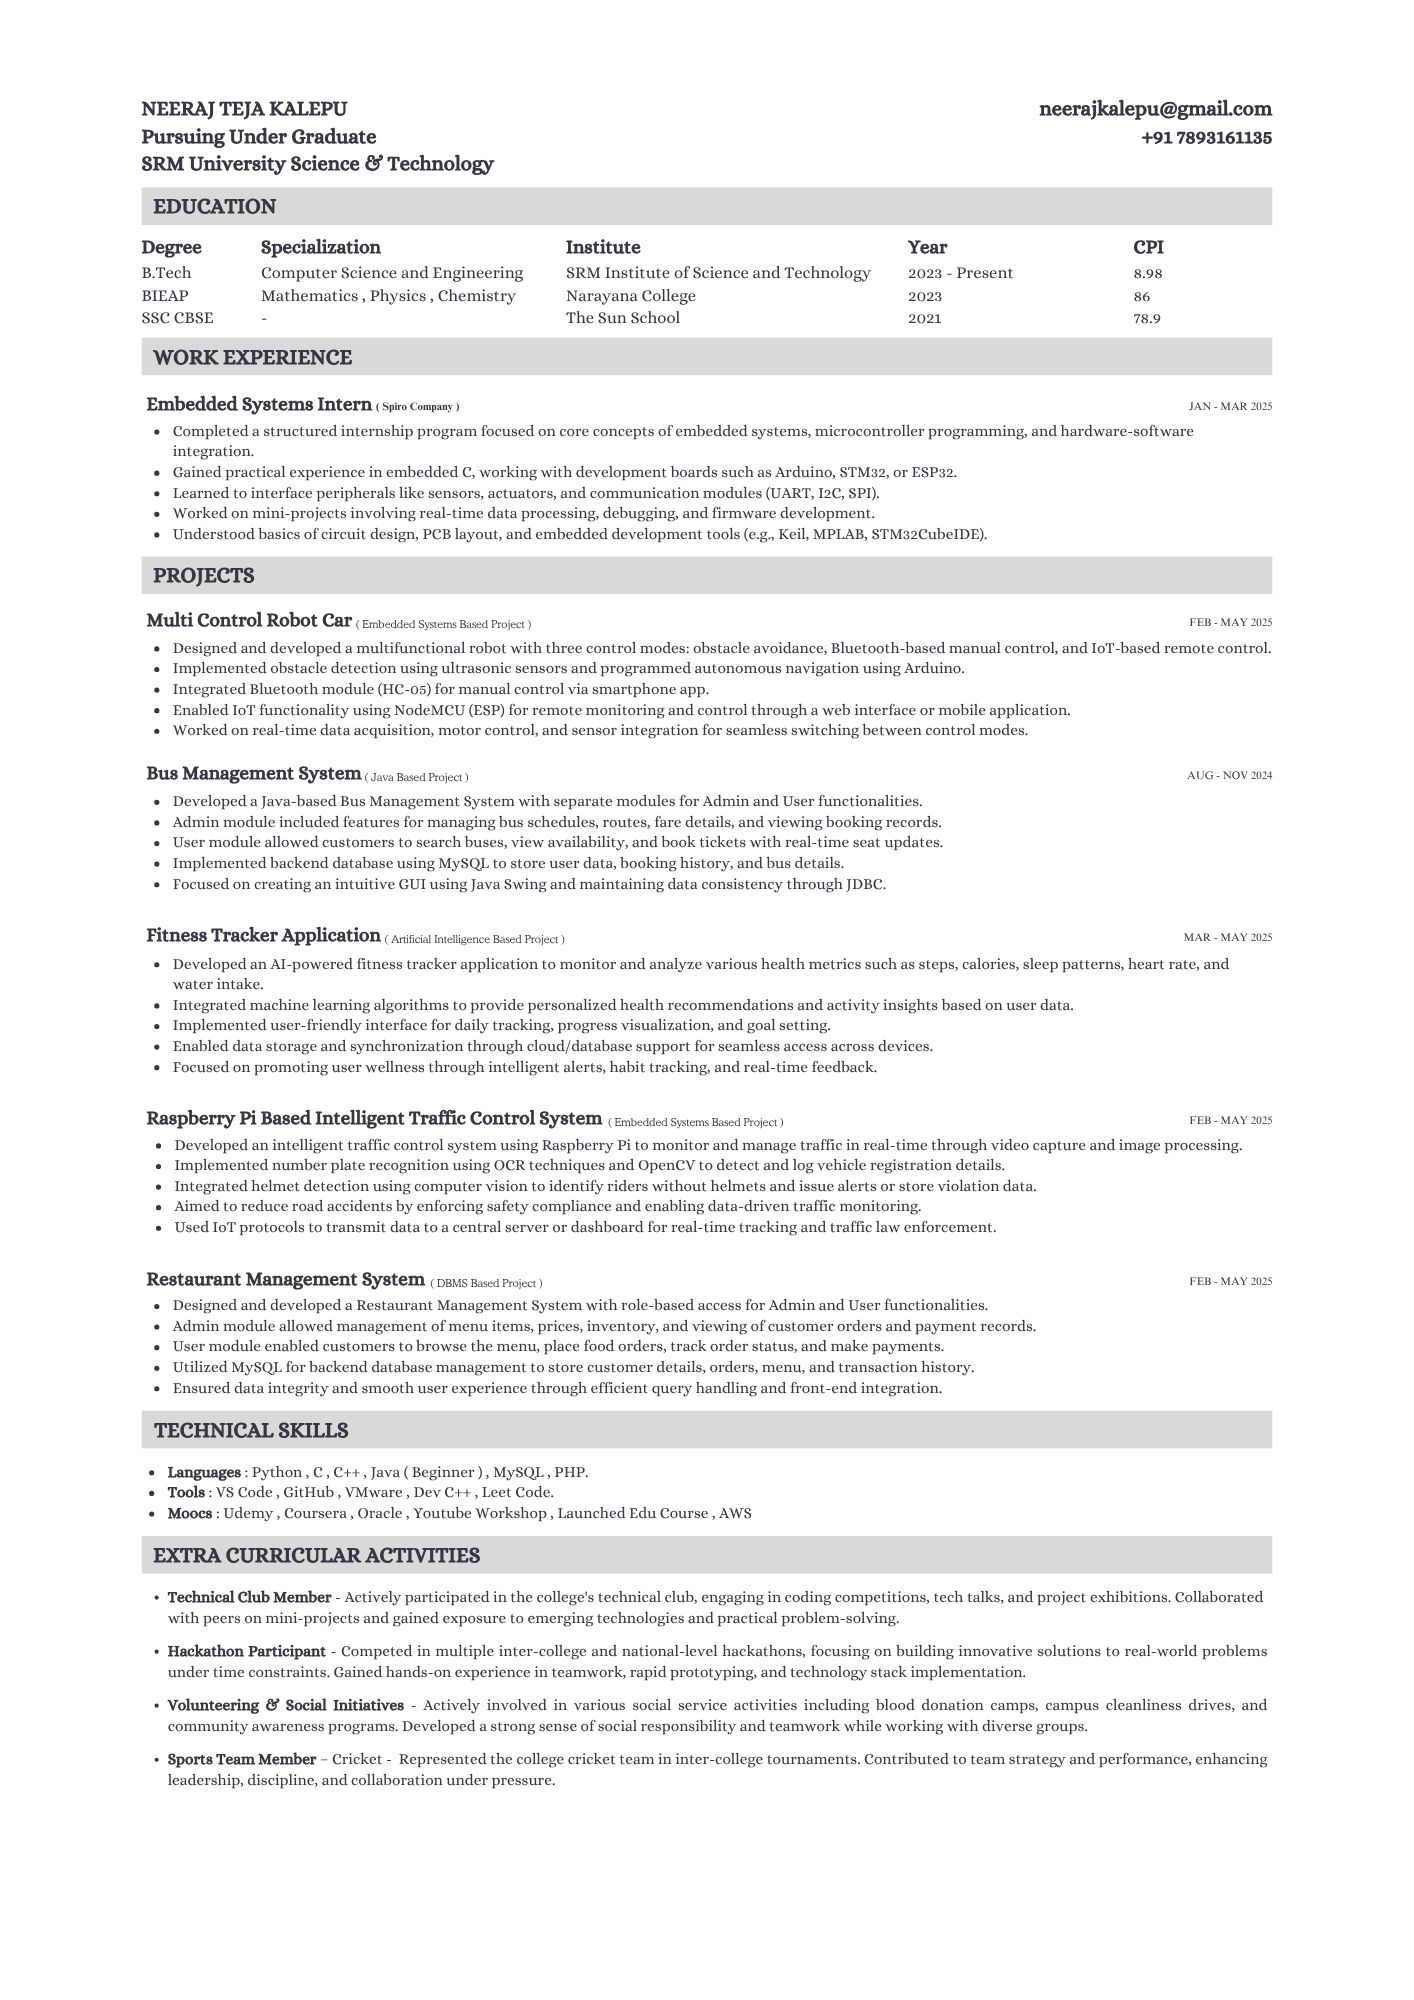 NEERAJ TEJA KALEPU
neerajkalepu@gmail.com
Pursuing Under Graduate
+91 7893161135
SRM University Science & Technology
EDUCATION
Degree Specialization Institute Year CPI
B.Tech Computer Science and Engineering SRM Institute of Science and Technology 2023 - Present 8.98
BIEAP Mathematics , Physics , Chemistry Narayana College 2023 86
SSC CBSE - The Sun School 2021 78.9
WORK EXPERIENCE
Embedded Systems Intern ( Spiro Company ) JAN - MAR 2025
• Completed a structured internship program focused on core concepts of embedded systems, microcontroller programming, and hardware-software
integration.
• Gained practical experience in embedded C, working with development boards such as Arduino, STM32, or ESP32.
• Learned to interface peripherals like sensors, actuators, and communication modules (UART, I2C, SPI).
• Worked on mini-projects involving real-time data processing, debugging, and firmware development.
• Understood basics of circuit design, PCB layout, and embedded development tools (e.g., Keil, MPLAB, STM32CubeIDE).
PROJECTS
Multi Control Robot Car ( Embedded Systems Based Project ) FEB - MAY 2025
• Designed and developed a multifunctional robot with three control modes: obstacle avoidance, Bluetooth-based manual control, and IoT-based remote control.
• Implemented obstacle detection using ultrasonic sensors and programmed autonomous navigation using Arduino.
• Integrated Bluetooth module (HC-05) for manual control via smartphone app.
• Enabled IoT functionality using NodeMCU (ESP) for remote monitoring and control through a web interface or mobile application.
• Worked on real-time data acquisition, motor control, and sensor integration for seamless switching between control modes.
Bus Management System ( Java Based Project ) AUG - NOV 2024
• Developed a Java-based Bus Management System with separate modules for Admin and User functionalities.
• Admin module included features for managing bus schedules, routes, fare details, and viewing booking records.
• User module allowed customers to search buses, view availability, and book tickets with real-time seat updates.
• Implemented backend database using MySQL to store user data, booking history, and bus details.
• Focused on creating an intuitive GUI using Java Swing and maintaining data consistency through JDBC.
Fitness Tracker Application ( Artificial Intelligence Based Project ) MAR - MAY 2025
• Developed an AI-powered fitness tracker application to monitor and analyze various health metrics such as steps, calories, sleep patterns, heart rate, and
water intake.
• Integrated machine learning algorithms to provide personalized health recommendations and activity insights based on user data.
• Implemented user-friendly interface for daily tracking, progress visualization, and goal setting.
• Enabled data storage and synchronization through cloud/database support for seamless access across devices.
• Focused on promoting user wellness through intelligent alerts, habit tracking, and real-time feedback.
Raspberry Pi Based Intelligent Traffic Control System ( Embedded Systems Based Project ) FEB - MAY 2025
• Developed an intelligent traffic control system using Raspberry Pi to monitor and manage traffic in real-time through video capture and image processing.
• Implemented number plate recognition using OCR techniques and OpenCV to detect and log vehicle registration details.
• Integrated helmet detection using computer vision to identify riders without helmets and issue alerts or store violation data.
• Aimed to reduce road accidents by enforcing safety compliance and enabling data-driven traffic monitoring.
• Used IoT protocols to transmit data to a central server or dashboard for real-time tracking and traffic law enforcement.
Restaurant Management System ( DBMS Based Project ) FEB - MAY 2025
• Designed and developed a Restaurant Management System with role-based access for Admin and User functionalities.
• Admin module allowed management of menu items, prices, inventory, and viewing of customer orders and payment records.
• User module enabled customers to browse the menu, place food orders, track order status, and make payments.
• Utilized MySQL for backend database management to store customer details, orders, menu, and transaction history.
• Ensured data integrity and smooth user experience through efficient query handling and front-end integration.
TECHNICAL SKILLS
• Languages : Python , C , C++ , Java ( Beginner ) , MySQL , PHP.
• Tools : VS Code , GitHub , VMware , Dev C++ , Leet Code.
• Moocs : Udemy , Coursera , Oracle , Youtube Workshop , Launched Edu Course , AWS
EXTRA CURRICULAR ACTIVITIES
• Technical Club Member - Actively participated in the college's technical club, engaging in coding competitions, tech talks, and project exhibitions. Collaborated
with peers on mini-projects and gained exposure to emerging technologies and practical problem-solving.
• Hackathon Participant - Competed in multiple inter-college and national-level hackathons, focusing on building innovative solutions to real-world problems
under time constraints. Gained hands-on experience in teamwork, rapid prototyping, and technology stack implementation.
• Volunteering & Social Initiatives - Actively involved in various social service activities including blood donation camps, campus cleanliness drives, and
community awareness programs. Developed a strong sense of social responsibility and teamwork while working with diverse groups.
• Sports Team Member – Cricket - Represented the college cricket team in inter-college tournaments. Contributed to team strategy and performance, enhancing
leadership, discipline, and collaboration under pressure.